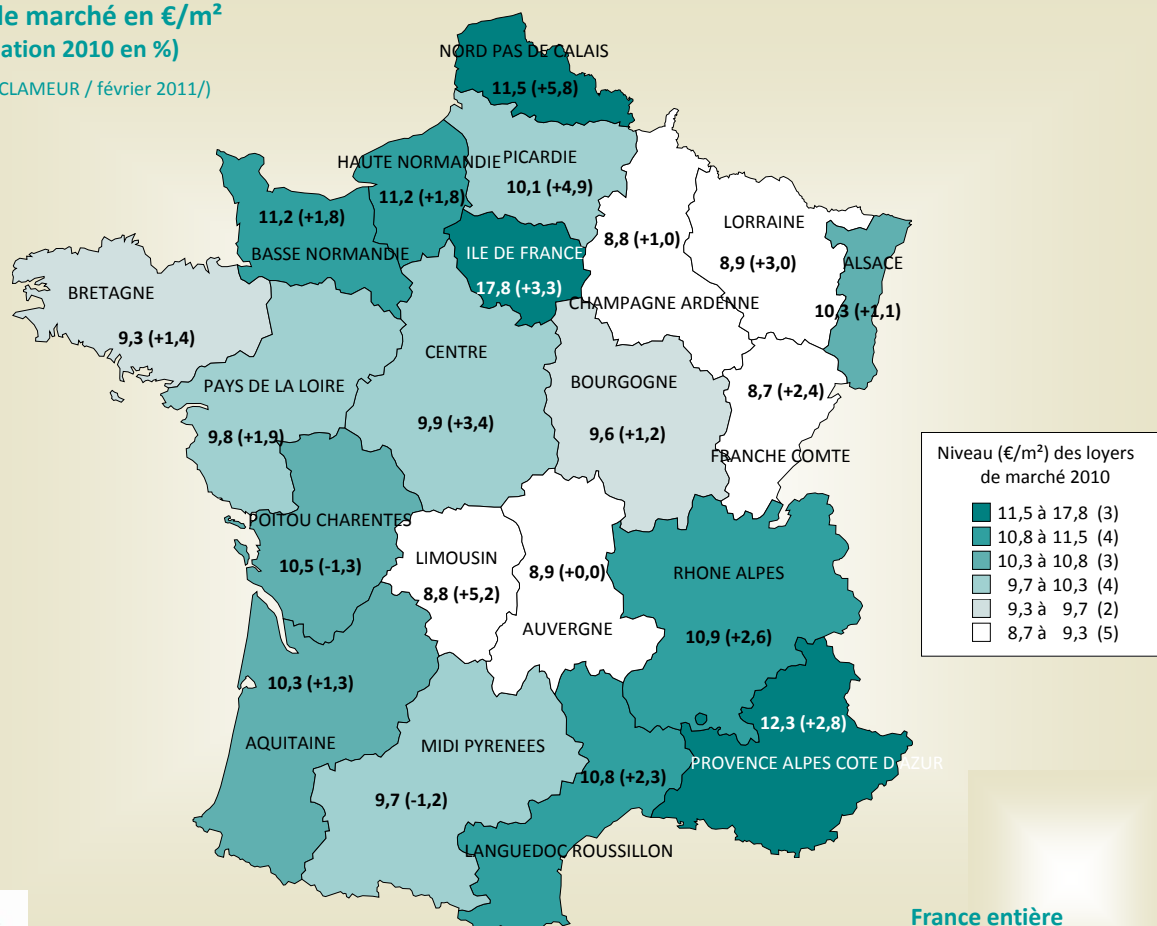 de marché en €/m²
ation 2010 en %)
CLAMEUR / février 2011/)
NORD PAS DE CALAIS
11,5 (+5,8)
HAUTE NORMANDIE
11,2 (+1,8)
PICARDIE
10,1 (+4,9)
11,2 (+1,8)
BASSE NORMANDIE
ILE DE FRANCE
17,8 (+3,3)
8,8 (+1,0)
CHAMPAGNE ARDENNE
LORRAINE
8,9 (+3,0)
ALSACE
10,3 (+1,1)
BRETAGNE
9,3 (+1,4)
PAYS DE LA LOIRE
9,8 (+1,9)
CENTRE
9,9 (+3,4)
BOURGOGNE
9,6 (+1,2)
8,7 (+2,4)
FRANCHE COMTE
POITOU CHARENTES
10,5 (-1,3)
LIMOUSIN
8,8 (+5,2)
8,9 (+0,0)
AUVERGNE
RHONE ALPES
10,9 (+2,6)
10,3 (+1,3)
AQUITAINE
MIDI PYRENEES
9,7 (-1,2)
10,8 (+2,3)
LANGUEDOC ROUSSILLON
12,3 (+2,8)
PROVENCE ALPES COTE D AZUR
Niveau (€/m²) des loyers
de marché 2010
11,5 à 17,8 (3)
10,8 à 11,5 (4)
10,3 à 10,8 (3)
9,7 à 10,3 (4)
9,3 à 9,7 (2)
8,7 à 9,3 (5)
France entière